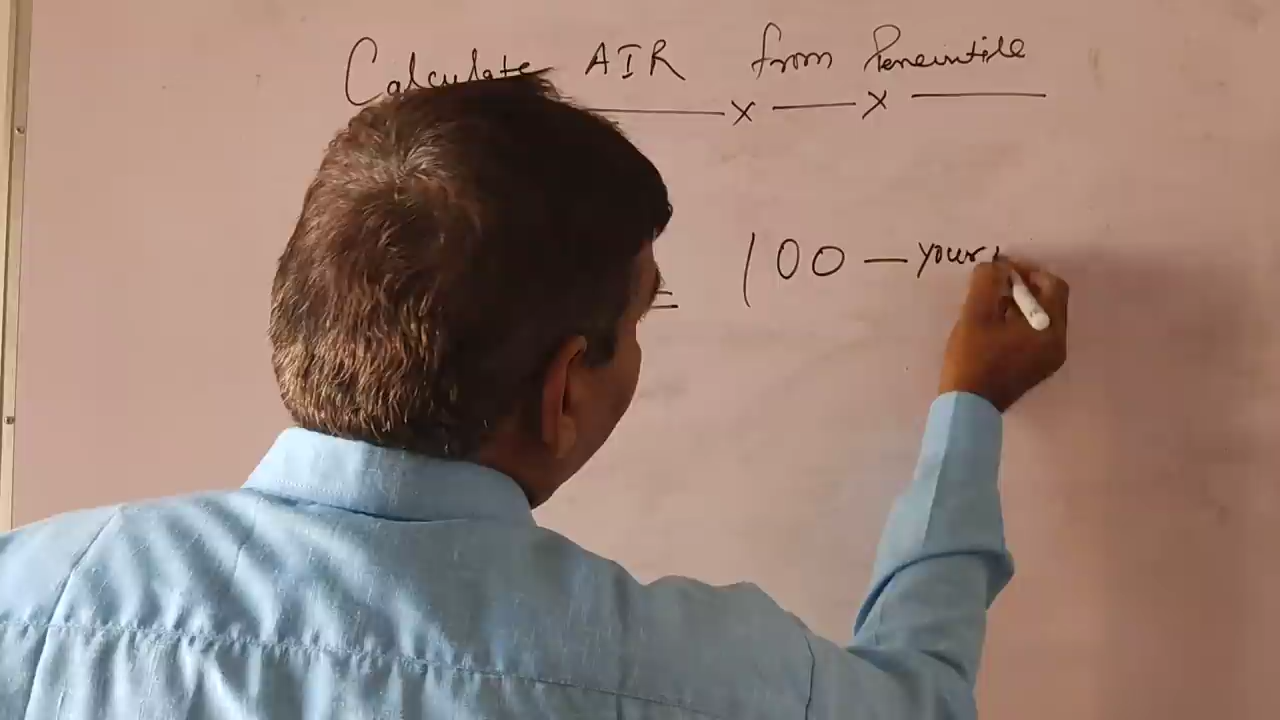 Calculate AIR from Percentile
—x—x—
= 100 — your